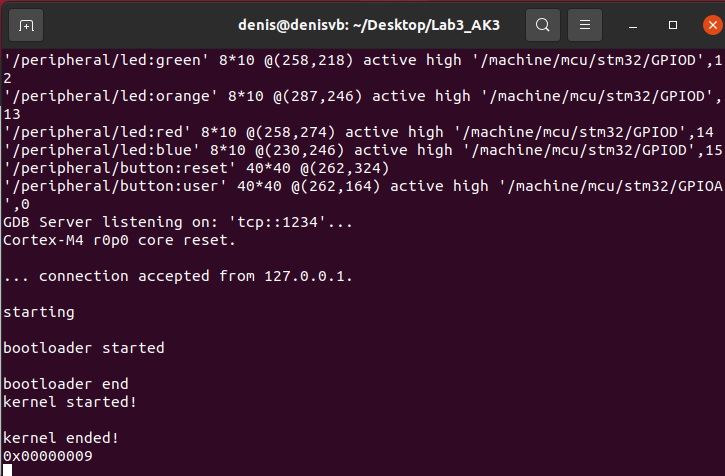 denis@denisvb: ~/Desktop/Lab3_AK3
'/peripheral/led:green' 8*10 @(258,218) active high '/machine/mcu/stm32/GPIOD',1
2
'/peripheral/led:orange' 8*10 @(287,246) active high '/machine/mcu/stm32/GPIOD',
13
'/peripheral/led:red' 8*10 @(258,274) active high '/machine/mcu/stm32/GPIOD',14
'/peripheral/led:blue' 8*10 @(230,246) active high '/machine/mcu/stm32/GPIOD',15
'/peripheral/button:reset' 40*40 @(262,324)
'/peripheral/button:user' 40*40 @(262,164) active high '/machine/mcu/stm32/GPIOA
',0
GDB Server listening on: 'tcp::1234'...
Cortex-M4 r0p0 core reset.
... connection accepted from 127.0.0.1.
starting
bootloader started
bootloader end
kernel started!
kernel ended!
0x00000009